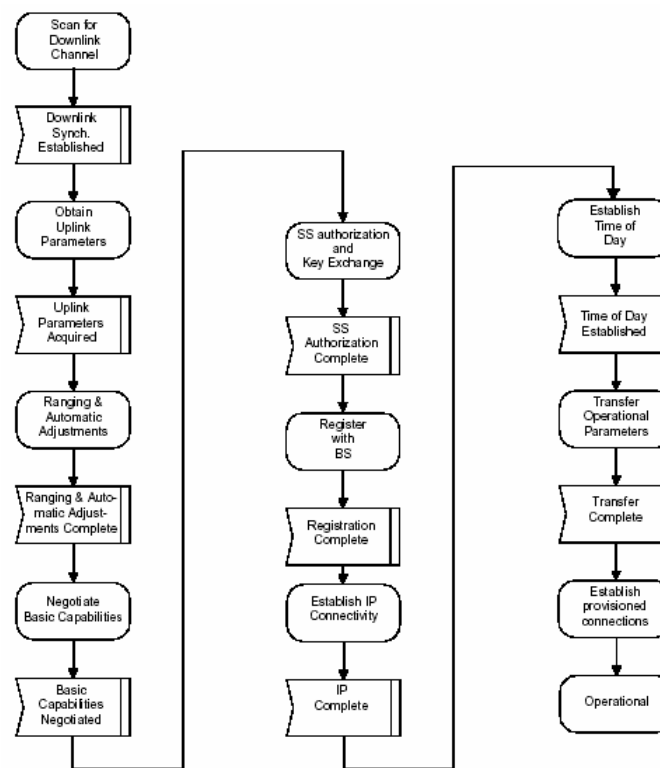 Scan for
Downlink
Channel
Downlink
Synch.
Established
Obtain
Uplink
Parameters
Uplink
Parameters
Acquired
Ranging &
Automatic
Adjustments
Ranging & Auto-
matic Adjust-
ments Complete
Negotiate
Basic Capabilities
Basic
Capabilities
Negotiated
SS authorization
and
Key Exchange
SS
Authorization
Complete
Register
with
BS
Registration
Complete
Establish IP
Connectivity
IP
Complete
Establish
Time of
Day
Time of Day
Established
Transfer
Operational
Parameters
Transfer
Complete
Establish
provisioned
connections
Operational